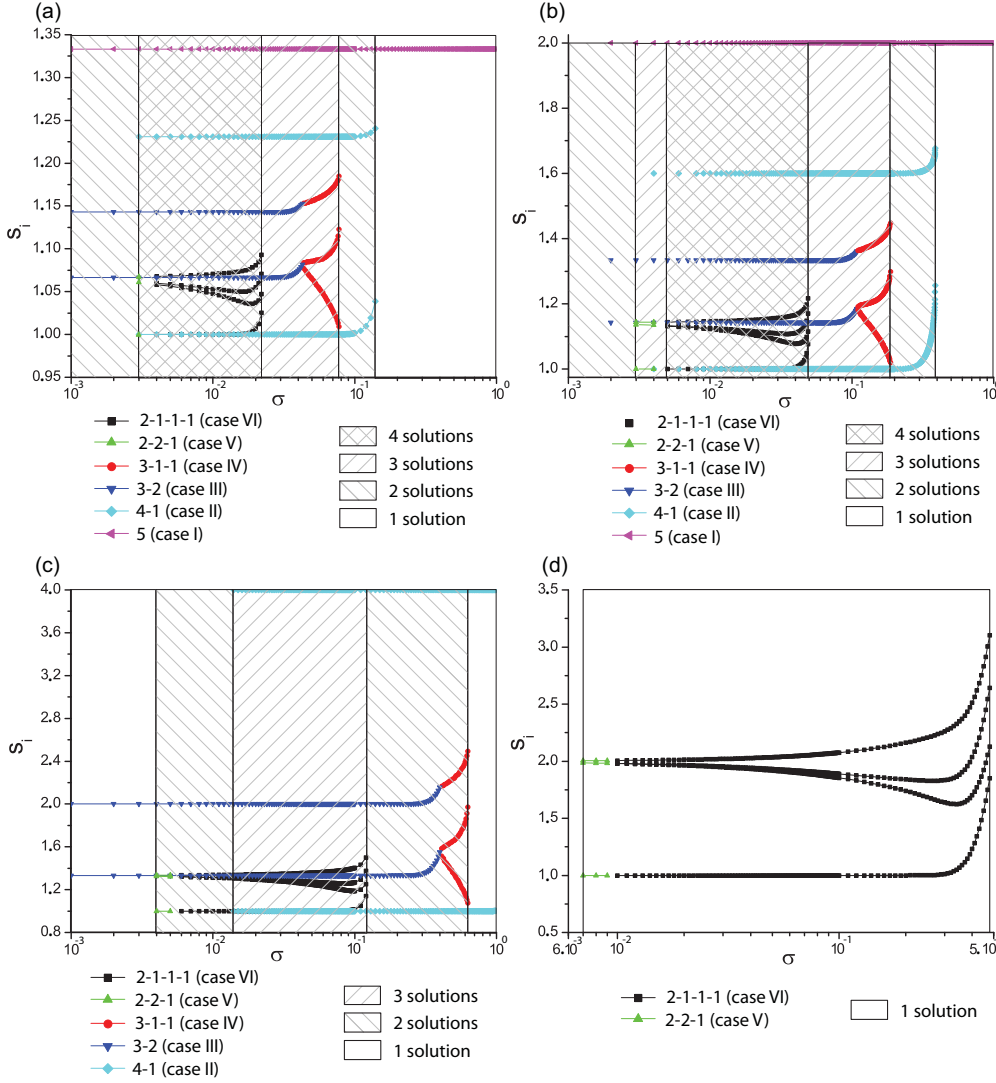 (a)
1.35
1.30
1.25
1.20
1.15
1.10
1.05
1.00
0.95
S_i
10^-3
10^-2
10^-1
10^0
σ
2-1-1-1 (case VI)
2-2-1 (case V)
3-1-1 (case IV)
3-2 (case III)
4-1 (case II)
5 (case I)
4 solutions
3 solutions
2 solutions
1 solution
(b)
2.0
1.8
1.6
1.4
1.2
1.0
S_i
10^-3
10^-2
10^-1
10^0
σ
2-1-1-1 (case VI)
2-2-1 (case V)
3-1-1 (case IV)
3-2 (case III)
4-1 (case II)
5 (case I)
4 solutions
3 solutions
2 solutions
1 solution
(c)
4.0
3.6
3.2
2.8
2.4
2.0
1.6
1.2
0.8
S_i
10^-3
10^-2
10^-1
10^0
σ
2-1-1-1 (case VI)
2-2-1 (case V)
3-1-1 (case IV)
3-2 (case III)
4-1 (case II)
3 solutions
2 solutions
1 solution
(d)
3.5
3.0
2.5
2.0
1.5
1.0
0.5
S_i
6.10^-3
10^-2
10^-1
5.10^-1
σ
2-1-1-1 (case VI)
2-2-1 (case V)
1 solution